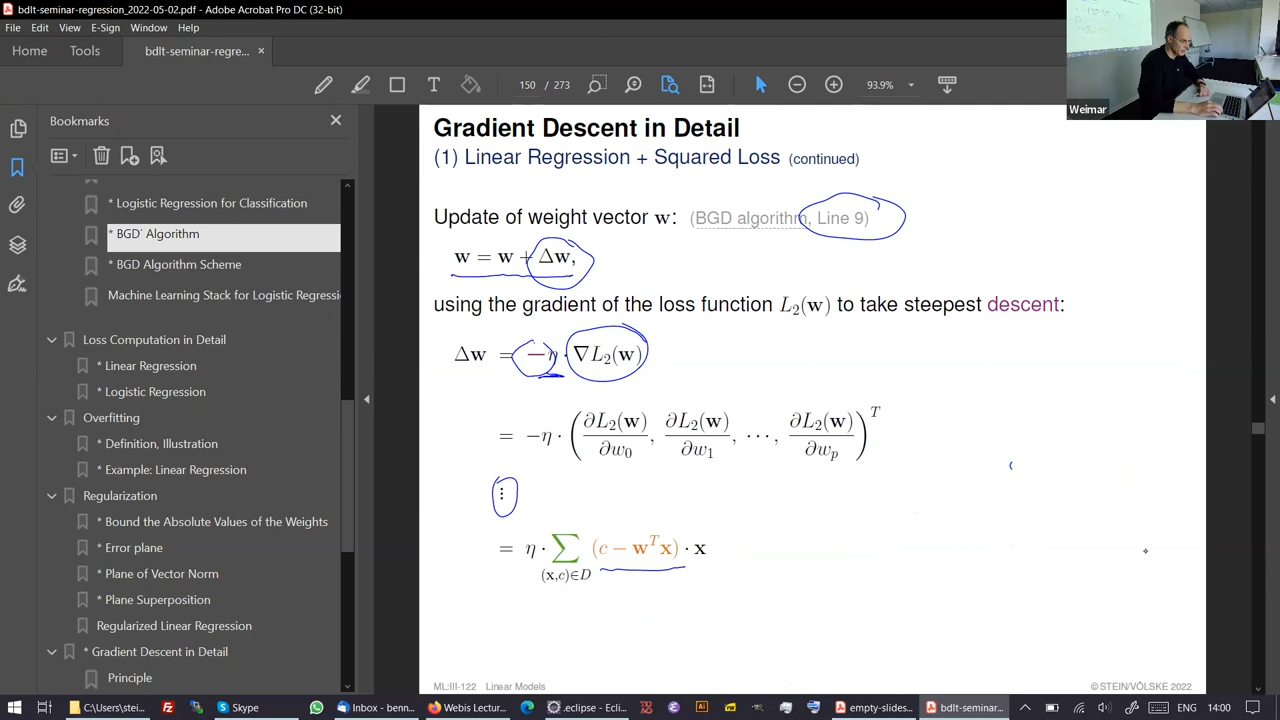 bdlt-seminar-regression_2022-05-02.pdf - Adobe Acrobat Pro DC (32-bit)
File Edit View E-Sign Window Help
Home Tools bdlt-seminar-regre... ×
150 / 273 93.9%
Weimar
Bookmarks
* Logistic Regression for Classification
* BGD Algorithm
* BGD Algorithm Scheme
Machine Learning Stack for Logistic Regressi
Loss Computation in Detail
* Linear Regression
* Logistic Regression
Overfitting
* Definition, Illustration
* Example: Linear Regression
Regularization
* Bound the Absolute Values of the Weights
* Error plane
* Plane of Vector Norm
* Plane Superposition
Regularized Linear Regression
* Gradient Descent in Detail
Principle
Gradient Descent in Detail
(1) Linear Regression + Squared Loss (continued)
Update of weight vector w: (BGD algorithm, Line 9)
w = w + Δw,
using the gradient of the loss function L₂(w) to take steepest descent:
Δw = −η · ∇L₂(w)
= −η · (∂L₂(w)/∂w₀, ∂L₂(w)/∂w₁, ⋯, ∂L₂(w)/∂wₚ)ᵀ
⋮
= η · ∑_{(x,c)∈D} (c − wᵀx) · x
ML:III-122 Linear Models ©STEIN/VÖLSKE 2022
C:\Users\stei... Skype Inbox - benn... Webis Lectur... .eclipse - Ecli... empty-slides... bdlt-seminar... ENG 14:00